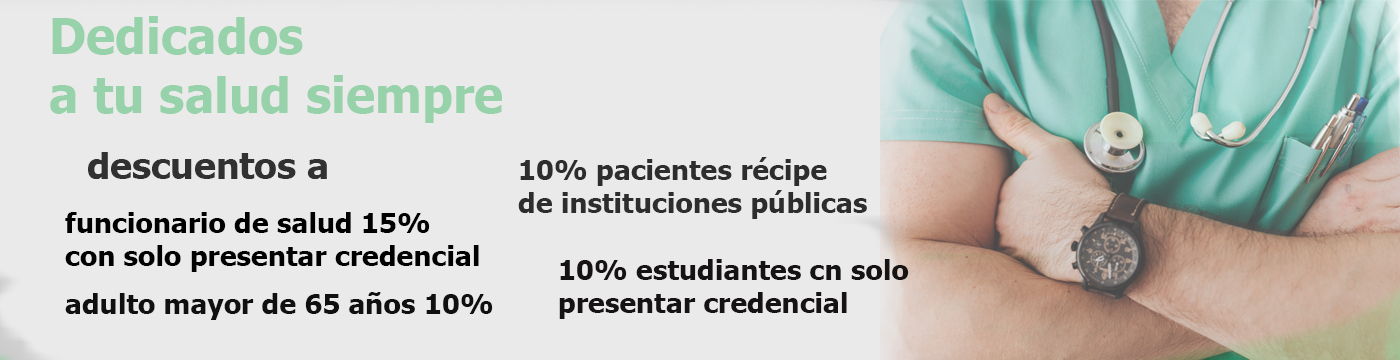 Dedicados
a tu salud siempre
descuentos a
funcionario de salud 15%
con solo presentar credencial
adulto mayor de 65 años 10%
10% pacientes récipe
de instituciones públicas
10% estudiantes cn solo
presentar credencial